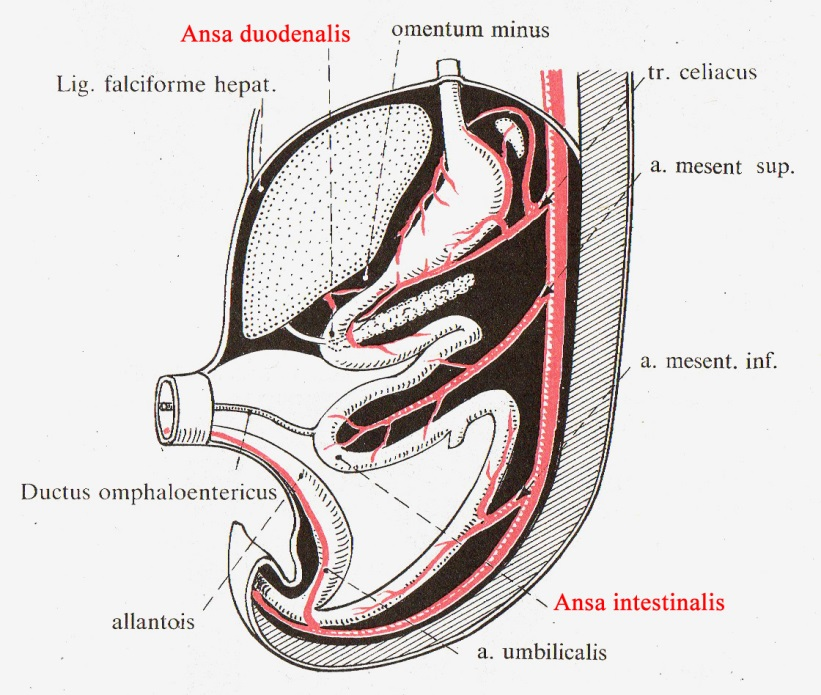 Ansa duodenalis
omentum minus
Lig. falciforme hepat.
tr. celiacus
a. mesent sup.
a. mesent. inf.
Ductus omphaloentericus
Ansa intestinalis
allantois
a. umbilicalis